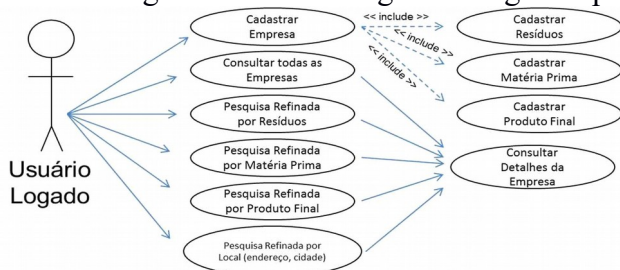 Cadastrar
Empresa
<< include >>
<< include >>
<< include >>
Cadastrar
Resíduos
Consultar todas as
Empresas
Cadastrar
Matéria Prima
Pesquisa Refinada
por Resíduos
Cadastrar
Produto Final
Pesquisa Refinada
por Matéria Prima
Consultar
Detalhes da
Empresa
Usuário
Logado
Pesquisa Refinada
por Produto Final
Pesquisa Refinada por
Local (endereço, cidade)